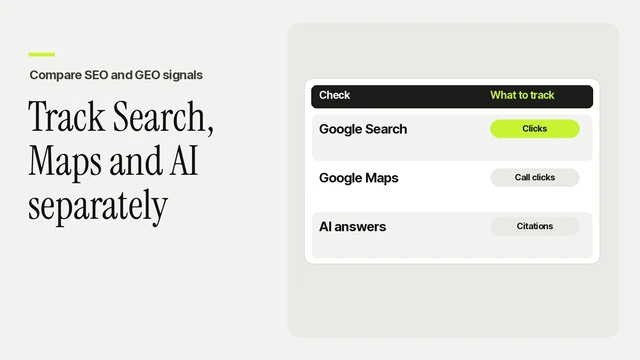 Compare SEO and GEO signals
Track Search,
Maps and AI
separately
Check What to track
Google Search Clicks
Google Maps Call clicks
AI answers Citations